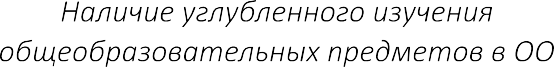 Наличие углубленного изучения
общеобразовательных предметов в ОО